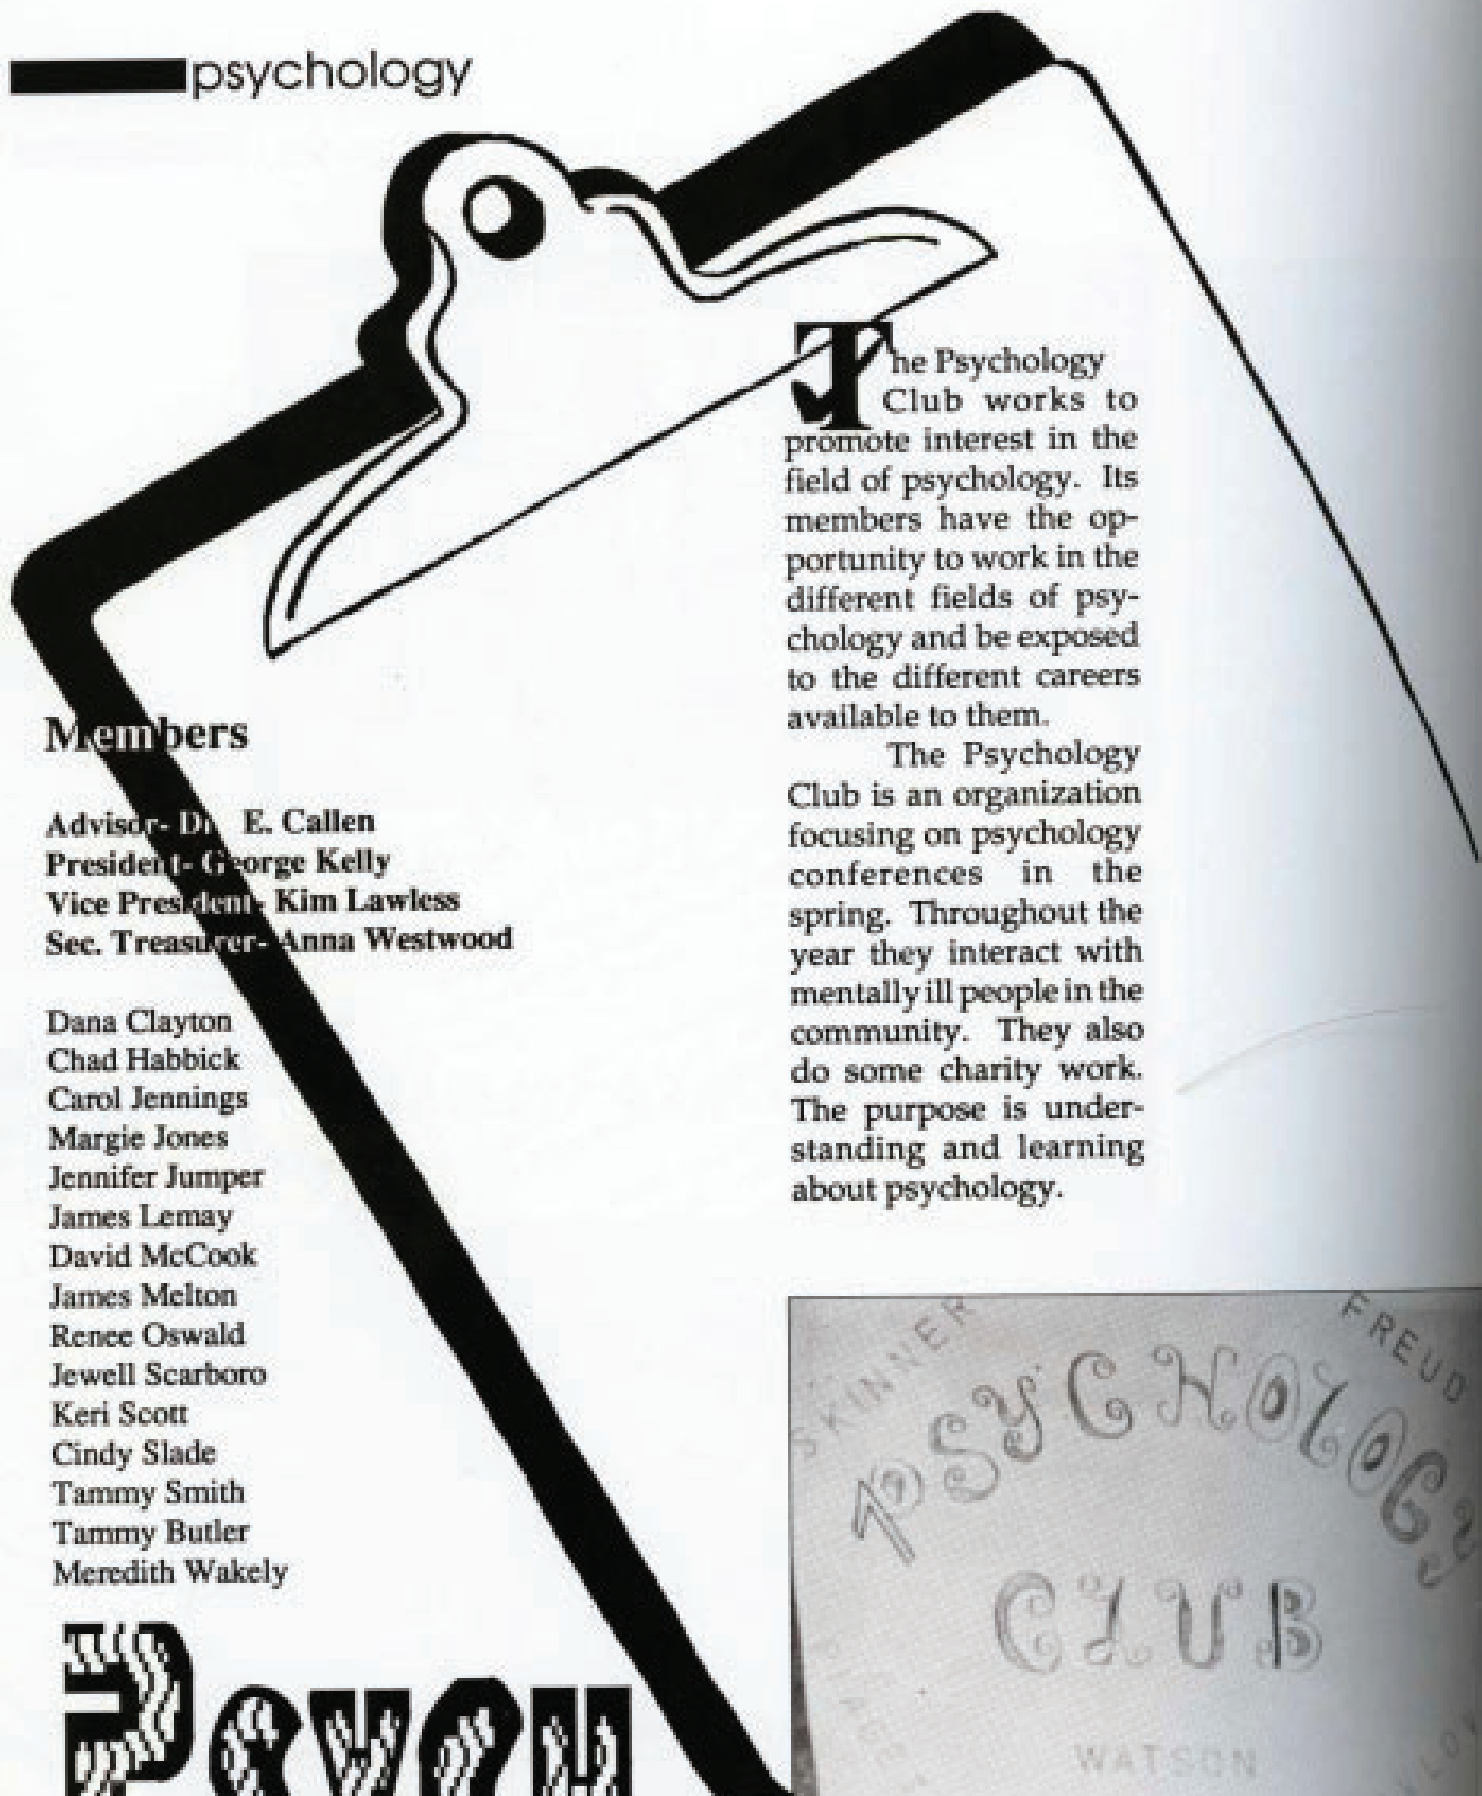 psychology
The Psychology
Club works to
promote interest in the
field of psychology. Its
members have the op-
portunity to work in the
different fields of psy-
chology and be exposed
to the different careers
available to them.
The Psychology
Club is an organization
focusing on psychology
conferences in the
spring. Throughout the
year they interact with
mentally ill people in the
community. They also
do some charity work.
The purpose is under-
standing and learning
about psychology.
Members
Advisor- Dr. E. Callen
President- George Kelly
Vice President- Kim Lawless
Sec. Treasurer- Anna Westwood
Dana Clayton
Chad Habbick
Carol Jennings
Margie Jones
Jennifer Jumper
James Lemay
David McCook
James Melton
Renee Oswald
Jewell Scarboro
Keri Scott
Cindy Slade
Tammy Smith
Tammy Butler
Meredith Wakely
PSYCH
SKINNER
FREUD
PSYCHOLOGY
CLUB
WATSON